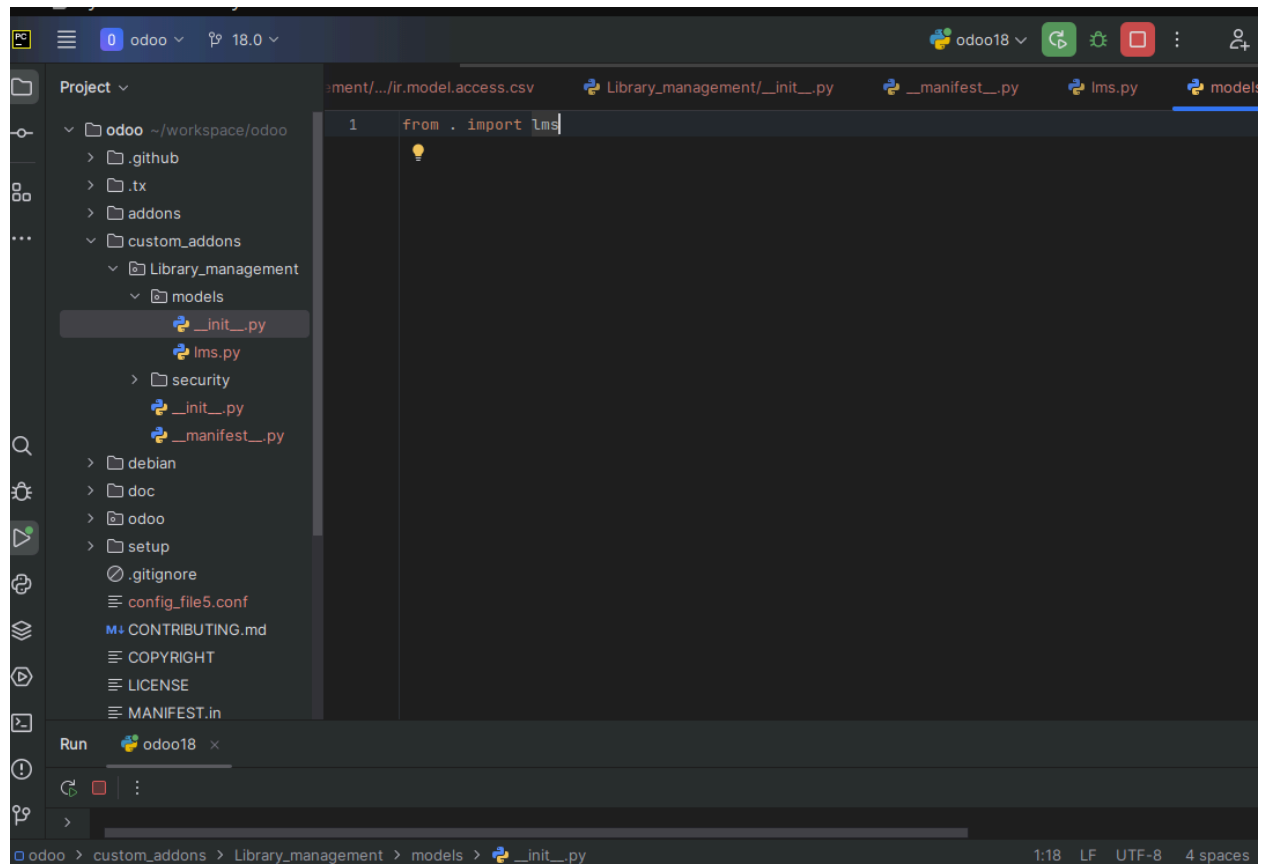 PC
O odoo 18.0 odoo18
Project
ement/.../ir.model.access.csv Library_management/__init__.py __manifest__.py lms.py models
odoo ~/workspace/odoo
1 from . import lms
.github
.tx
addons
custom_addons
Library_management
models
__init__.py
lms.py
security
__init__.py
__manifest__.py
debian
doc
odoo
setup
.gitignore
config_file5.conf
M↓ CONTRIBUTING.md
COPYRIGHT
LICENSE
MANIFEST.in
Run odoo18
odoo > custom_addons > Library_management > models > __init__.py 1:18 LF UTF-8 4 spaces